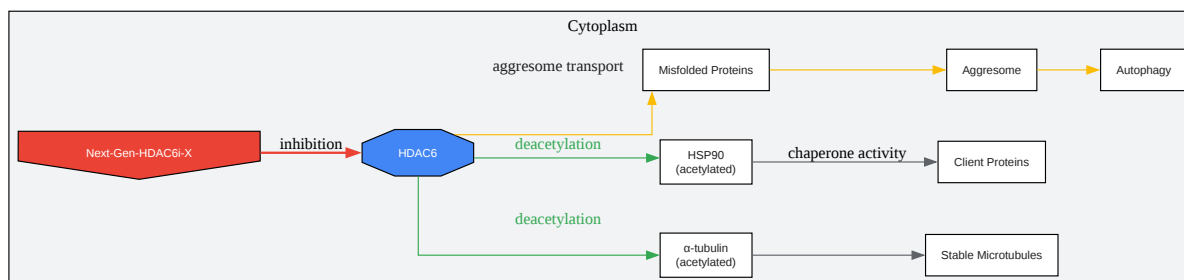 Cytoplasm
aggresome transport
Misfolded Proteins
Aggresome
Autophagy
Next-Gen-HDAC6i-X
inhibition
HDAC6
deacetylation
HSP90
(acetylated)
chaperone activity
Client Proteins
deacetylation
α-tubulin
(acetylated)
Stable Microtubules